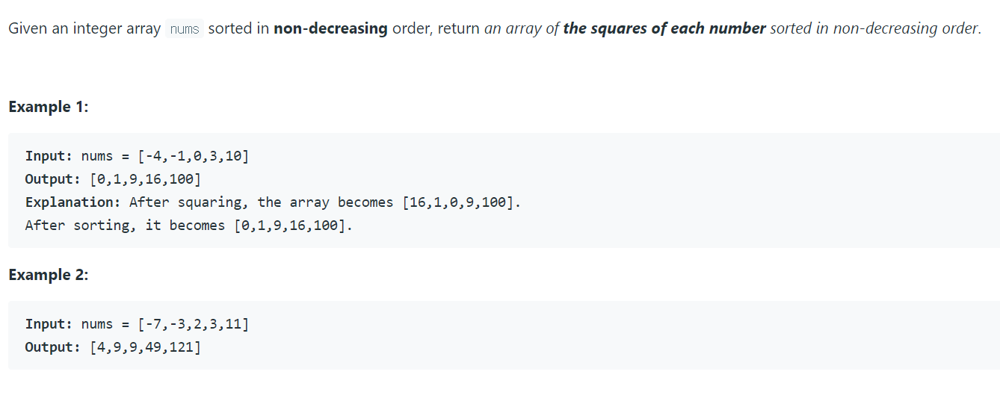 Given an integer array nums sorted in non-decreasing order, return an array of the squares of each number sorted in non-decreasing order.
Example 1:
Input: nums = [-4,-1,0,3,10]
Output: [0,1,9,16,100]
Explanation: After squaring, the array becomes [16,1,0,9,100].
After sorting, it becomes [0,1,9,16,100].
Example 2:
Input: nums = [-7,-3,2,3,11]
Output: [4,9,9,49,121]